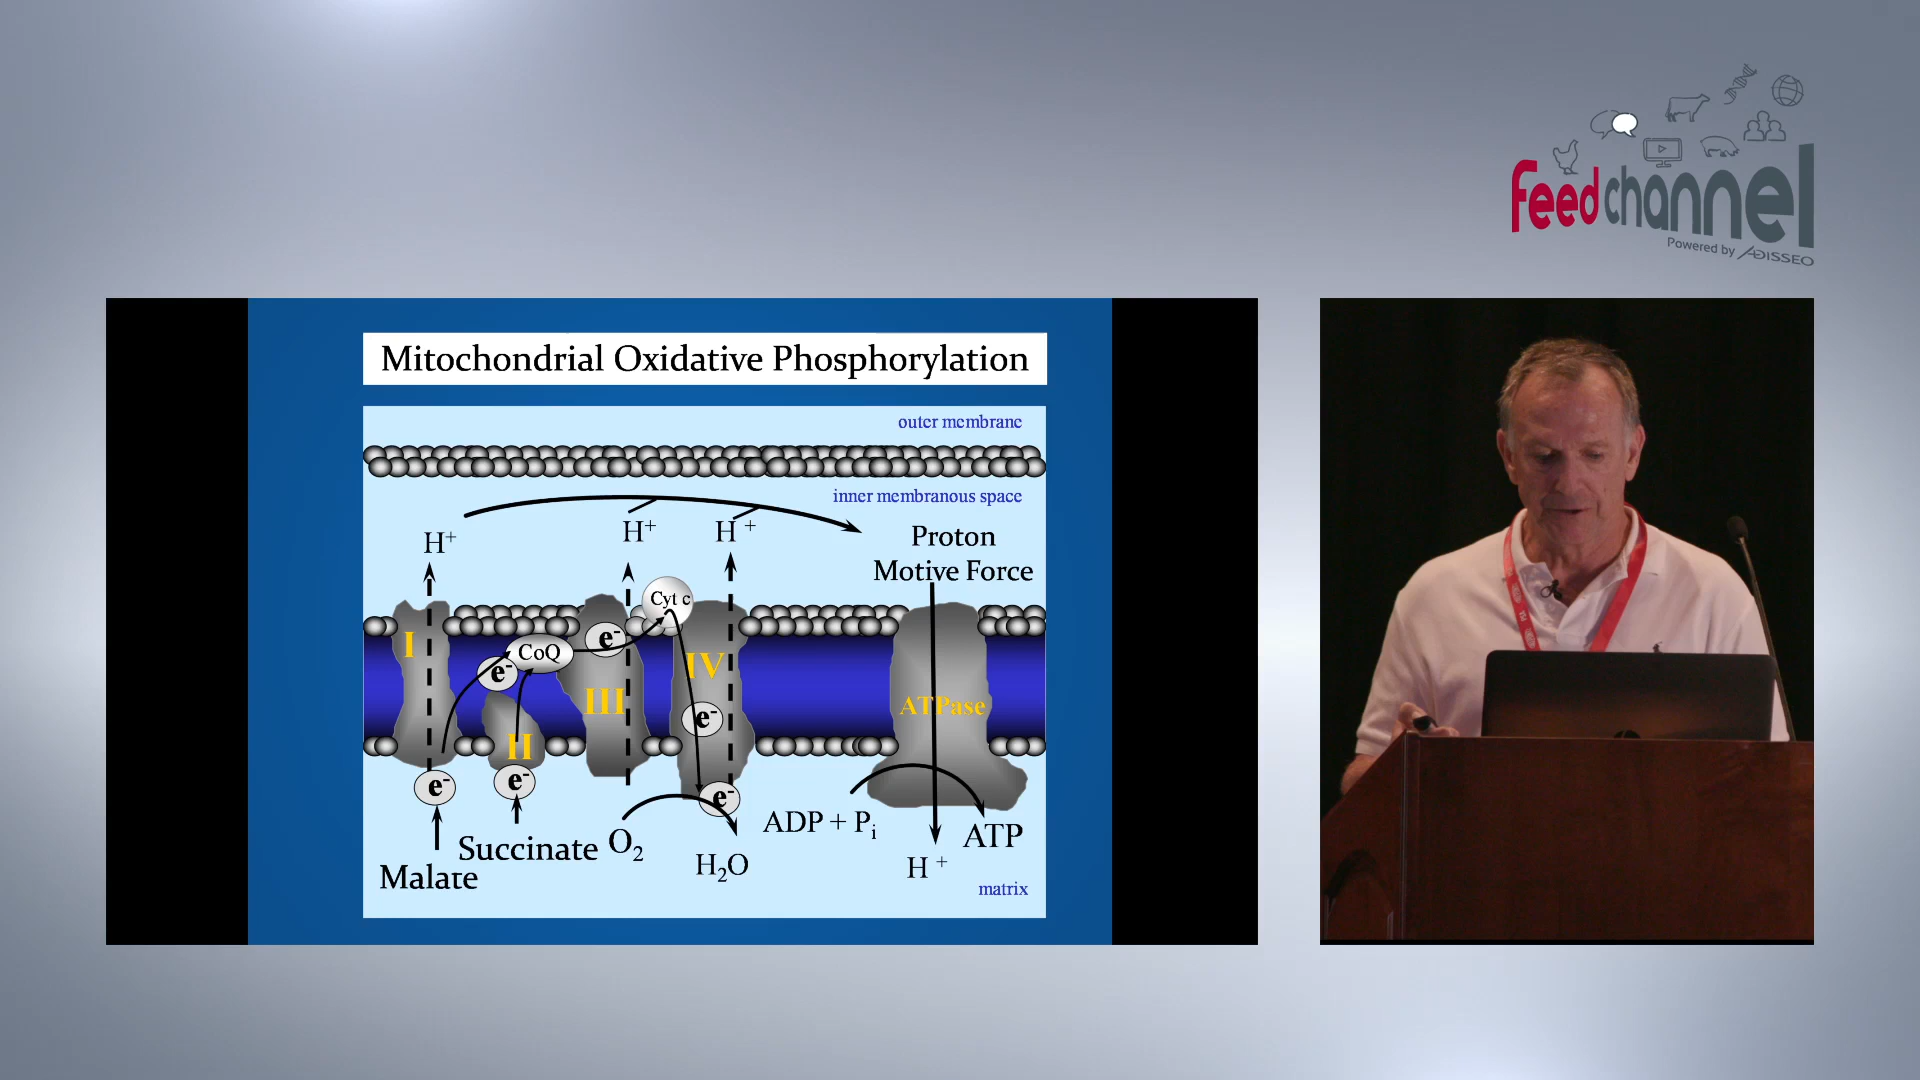 feedchannel
Powered by ADISSEO
Mitochondrial Oxidative Phosphorylation
outer membrane
inner membranous space
H+
H+
H +
Proton
Motive Force
Cyt c
I
e-
CoQ
e-
IV
III
e-
ATPase
II
e-
e-
e-
ADP + Pi
ATP
Succinate
O2
H2O
H +
Malate
matrix